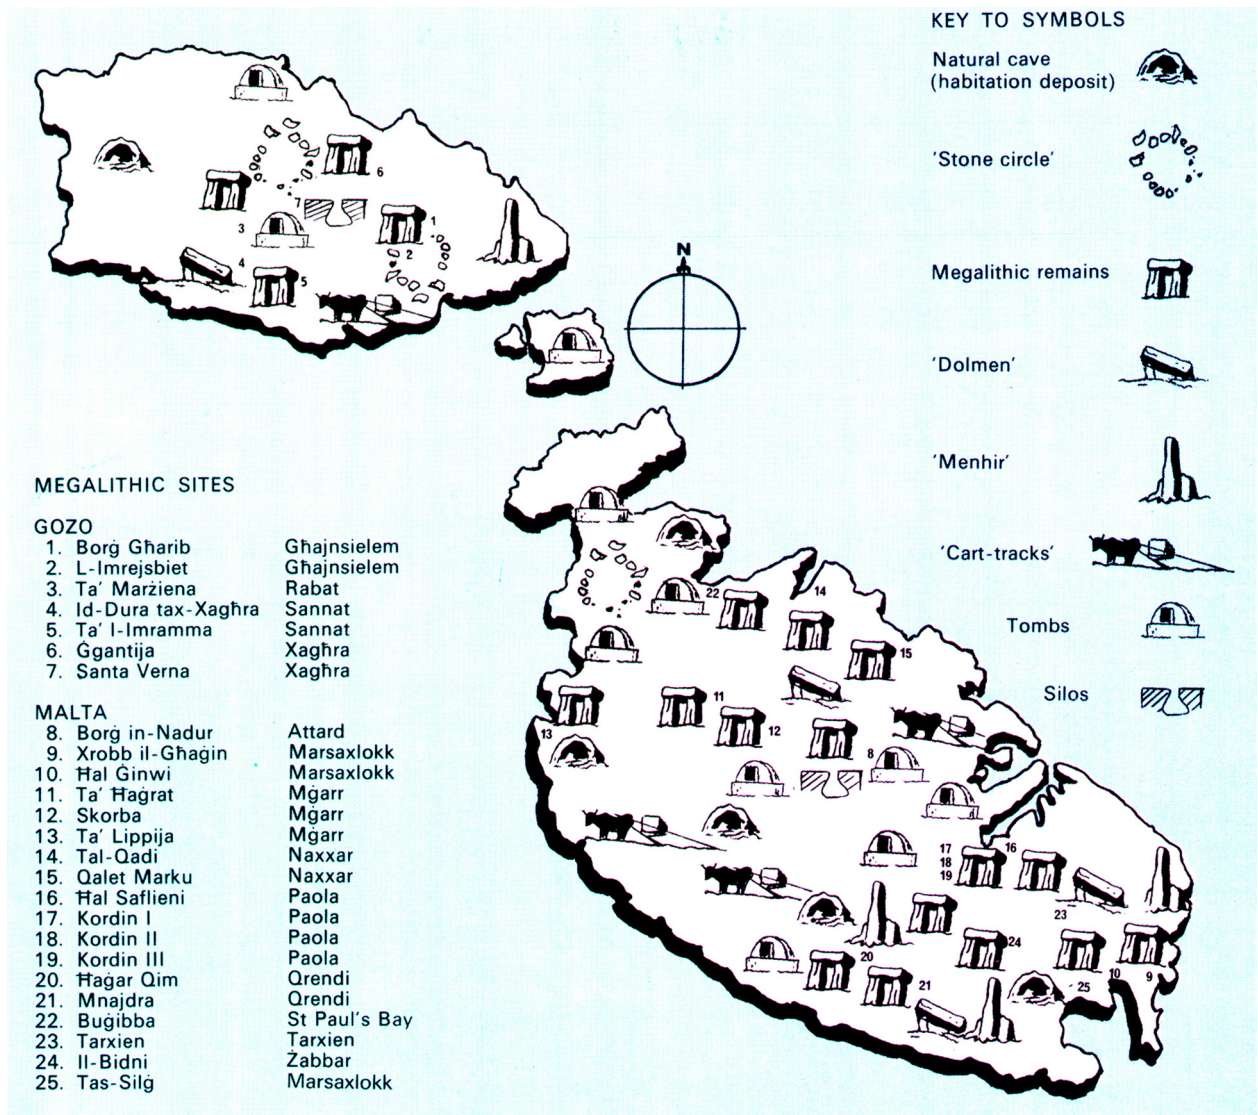 KEY TO SYMBOLS
Natural cave
(habitation deposit)
'Stone circle'
Megalithic remains
'Dolmen'
'Menhir'
'Cart-tracks'
Tombs
Silos
6
7
3
1
2
4
5
N
MEGALITHIC SITES
GOZO
1. Borġ Għarib Għajnsielem
2. L-Imrejsbiet Għajnsielem
3. Ta' Marżiena Rabat
4. Id-Dura tax-Xagħra Sannat
5. Ta' l-Imramma Sannat
6. Ġgantija Xagħra
7. Santa Verna Xagħra
MALTA
8. Borġ in-Nadur Attard
9. Xrobb il-Għaġin Marsaxlokk
10. Ħal Ġinwi Marsaxlokk
11. Ta' Ħaġrat Mġarr
12. Skorba Mġarr
13. Ta' Lippija Mġarr
14. Tal-Qadi Naxxar
15. Qalet Marku Naxxar
16. Ħal Saflieni Paola
17. Kordin I Paola
18. Kordin II Paola
19. Kordin III Paola
20. Ħaġar Qim Qrendi
21. Mnajdra Qrendi
22. Buġibba St Paul's Bay
23. Tarxien Tarxien
24. Il-Bidni Żabbar
25. Tas-Silġ Marsaxlokk
22
14
15
11
12
13
8
17
18
19
16
23
24
20
21
25
10
9